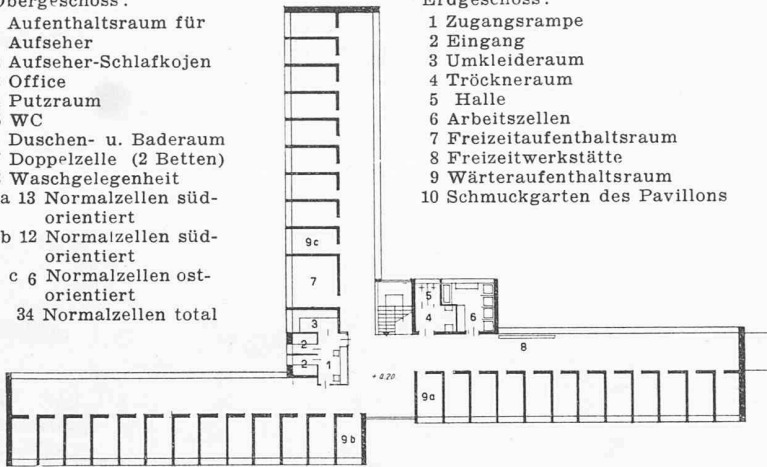 Obergeschoss:
Aufenthaltsraum für
Aufseher
Aufseher-Schlafkojen
Office
Putzraum
WC
Duschen- u. Baderaum
Doppelzelle (2 Betten)
Waschgelegenheit
a 13 Normalzellen süd-
orientiert
b 12 Normalzellen süd-
orientiert
c 6 Normalzellen ost-
orientiert
34 Normalzellen total
Erdgeschoss:
1 Zugangsrampe
2 Eingang
3 Umkleideraum
4 Tröckneraum
5 Halle
6 Arbeitszellen
7 Freizeitaufenthaltsraum
8 Freizeitwerkstätte
9 Wärteraufenthaltsraum
10 Schmuckgarten des Pavillons
9c
7
3
2
2
1
5
4
6
8
+ 0.20
9a
9b